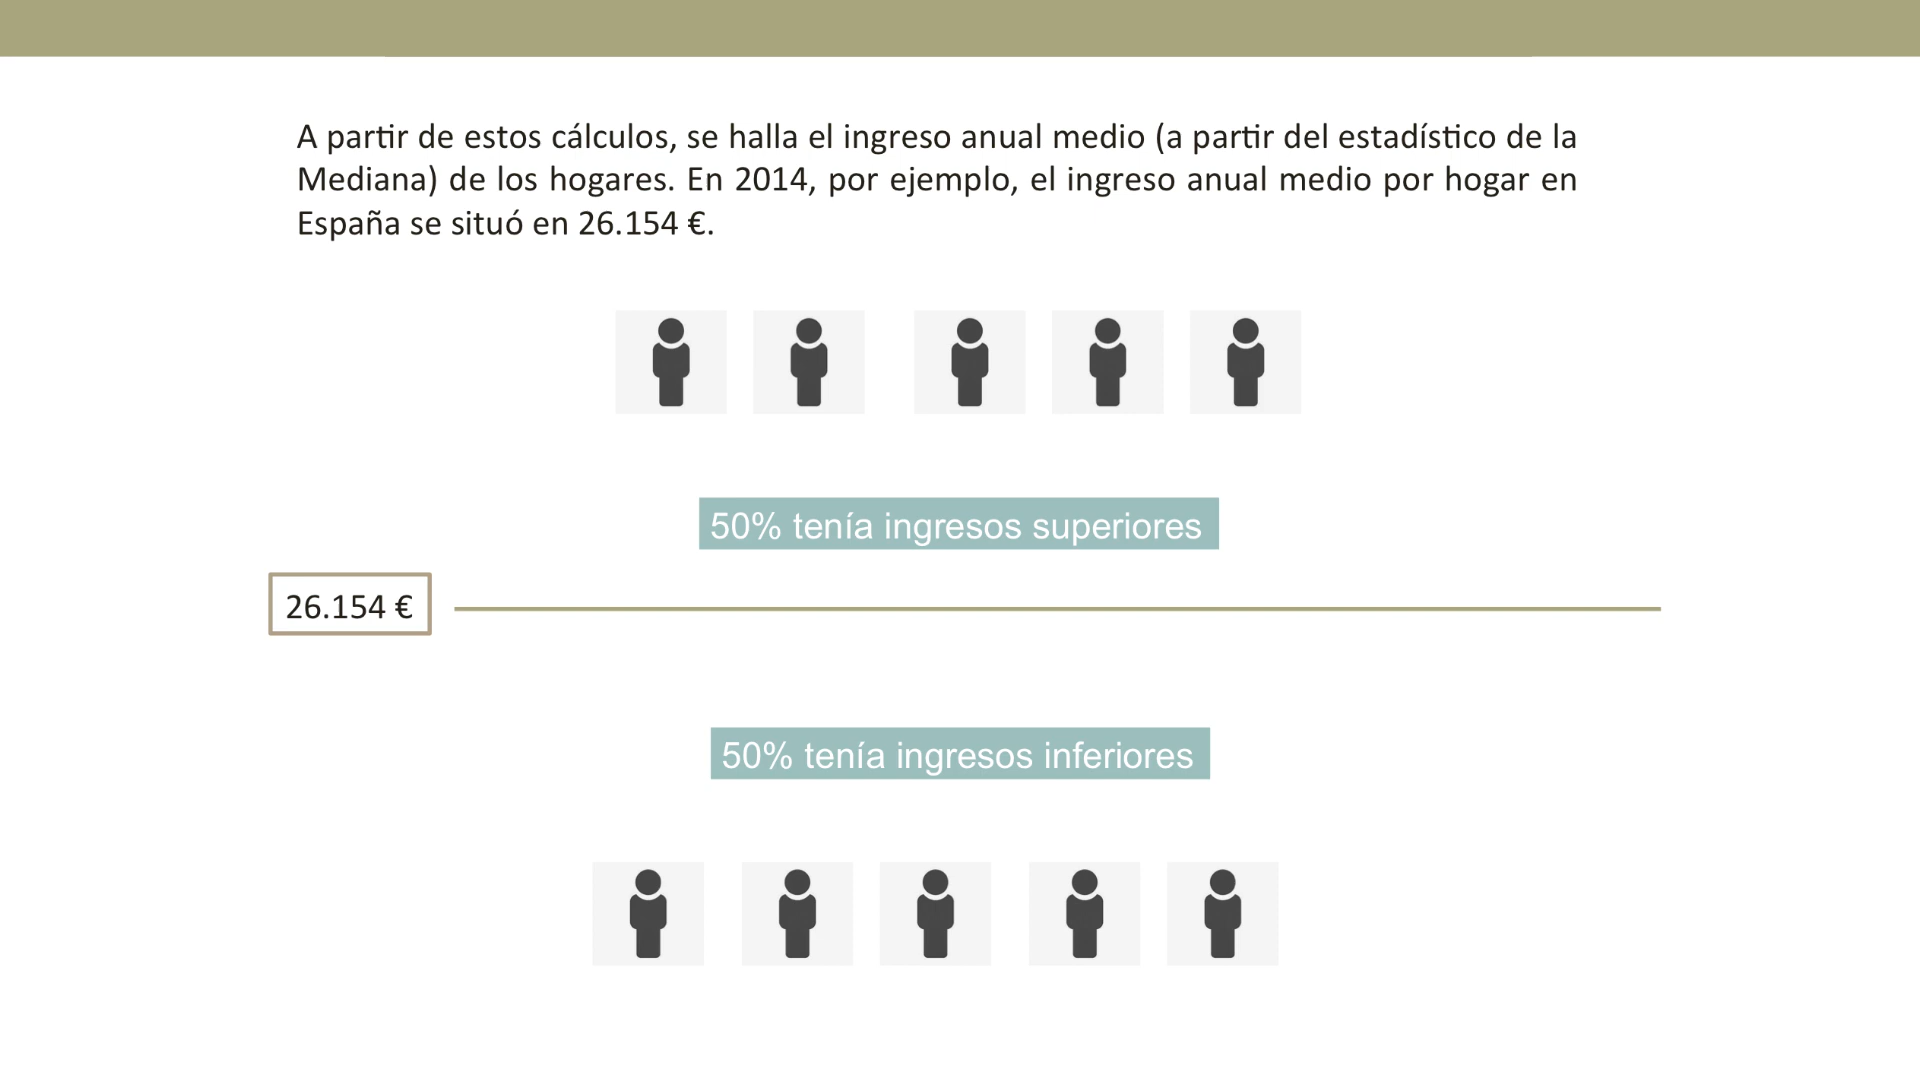 A partir de estos cálculos, se halla el ingreso anual medio (a partir del estadístico de la
Mediana) de los hogares. En 2014, por ejemplo, el ingreso anual medio por hogar en
España se situó en 26.154 €.
50% tenía ingresos superiores
26.154 €
50% tenía ingresos inferiores